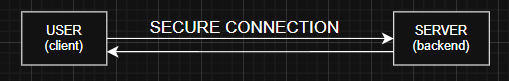 USER
(client)
SECURE CONNECTION
SERVER
(backend)